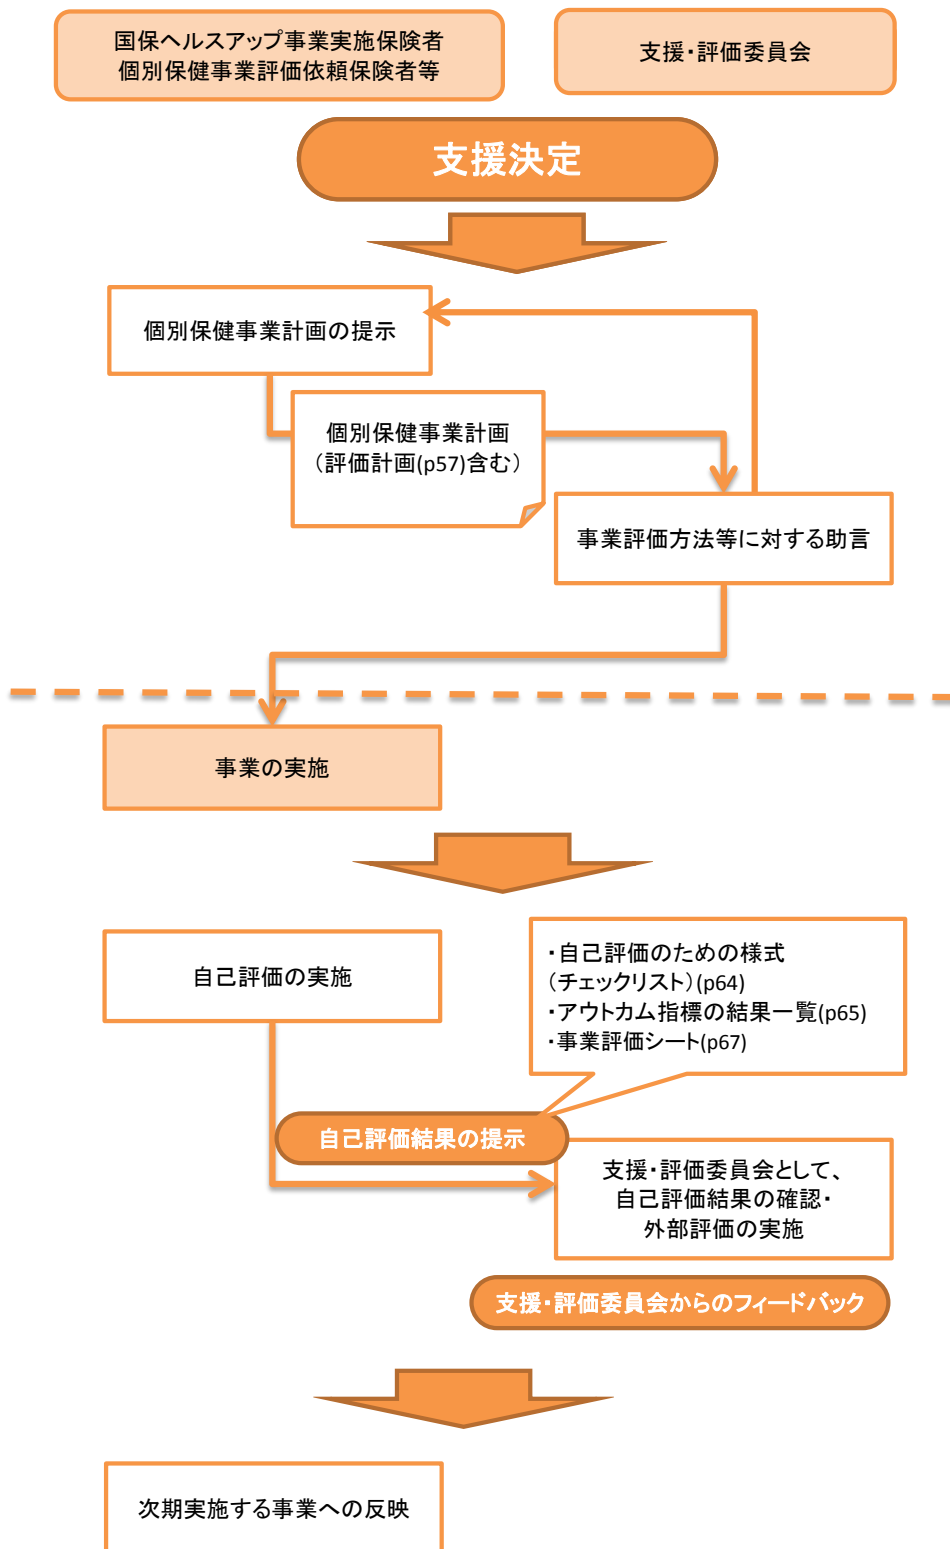 国保ヘルスアップ事業実施保険者
個別保健事業評価依頼保険者等
支援・評価委員会
支援決定
個別保健事業計画の提示
個別保健事業計画
（評価計画(p57)含む）
事業評価方法等に対する助言
事業の実施
自己評価の実施
・自己評価のための様式
（チェックリスト）(p64)
・アウトカム指標の結果一覧(p65)
・事業評価シート(p67)
自己評価結果の提示
支援・評価委員会として、
自己評価結果の確認・
外部評価の実施
支援・評価委員会からのフィードバック
次期実施する事業への反映